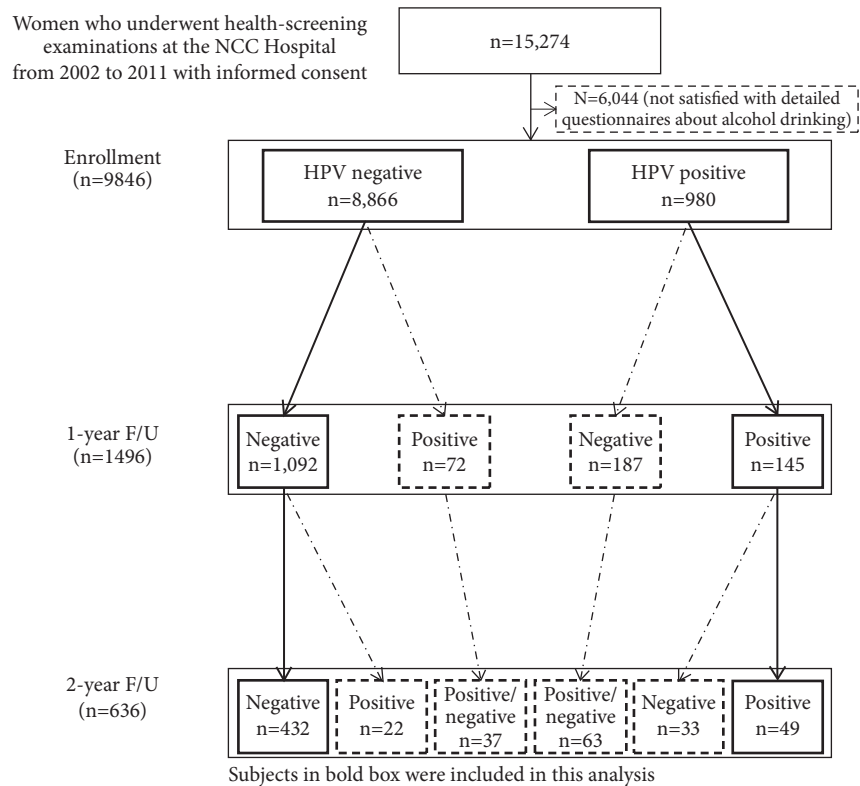 Women who underwent health-screening
examinations at the NCC Hospital
from 2002 to 2011 with informed consent
n=15,274
N=6,044 (not satisfied with detailed
questionnaires about alcohol drinking)
Enrollment
(n=9846)
HPV negative
n=8,866
HPV positive
n=980
1-year F/U
(n=1496)
Negative
n=1,092
Positive
n=72
Negative
n=187
Positive
n=145
2-year F/U
(n=636)
Negative
n=432
Positive
n=22
Positive/
negative
n=37
Positive/
negative
n=63
Negative
n=33
Positive
n=49
Subjects in bold box were included in this analysis